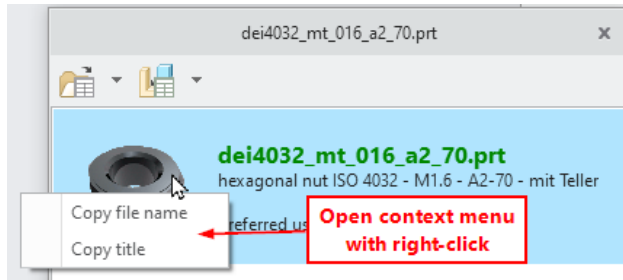 dei4032_mt_016_a2_70.prt
dei4032_mt_016_a2_70.prt
hexagonal nut ISO 4032 - M1.6 - A2-70 - mit Teller
Copy file name
Copy title
Open context menu
with right-click